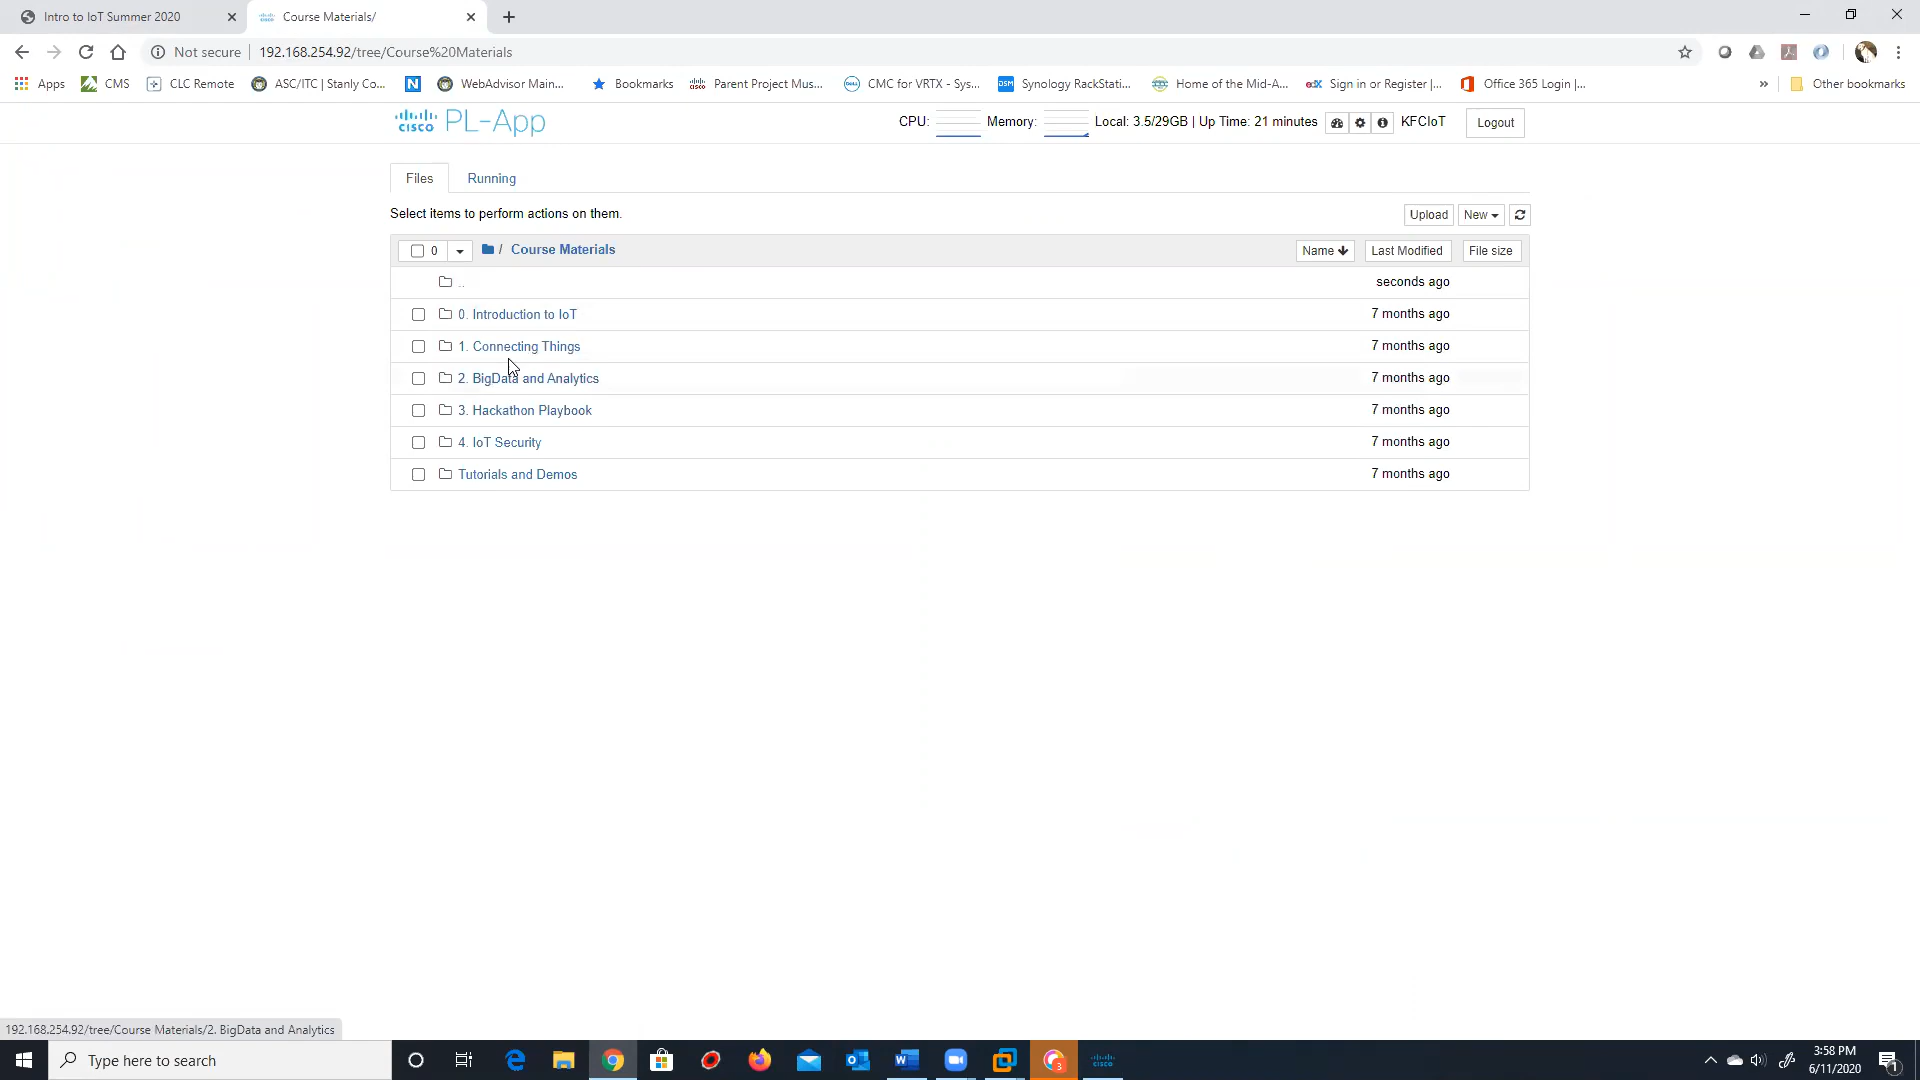 Intro to IoT Summer 2020
Course Materials/
Not secure 192.168.254.92/tree/Course%20Materials
Apps CMS CLC Remote ASC/ITC | Stanly Co... WebAdvisor Main... Bookmarks Parent Project Mus... CMC for VRTX - Sys... Synology RackStati... Home of the Mid-A... Sign in or Register |... Office 365 Login |... » Other bookmarks
cisco PL-App CPU: Memory: Local: 3.5/29GB | Up Time: 21 minutes KFCIoT Logout
Files Running
Select items to perform actions on them. Upload New
0 / Course Materials Name Last Modified File size
.. seconds ago
0. Introduction to IoT 7 months ago
1. Connecting Things 7 months ago
2. BigData and Analytics 7 months ago
3. Hackathon Playbook 7 months ago
4. IoT Security 7 months ago
Tutorials and Demos 7 months ago
192.168.254.92/tree/Course Materials/2. BigData and Analytics
Type here to search
3:58 PM
6/11/2020